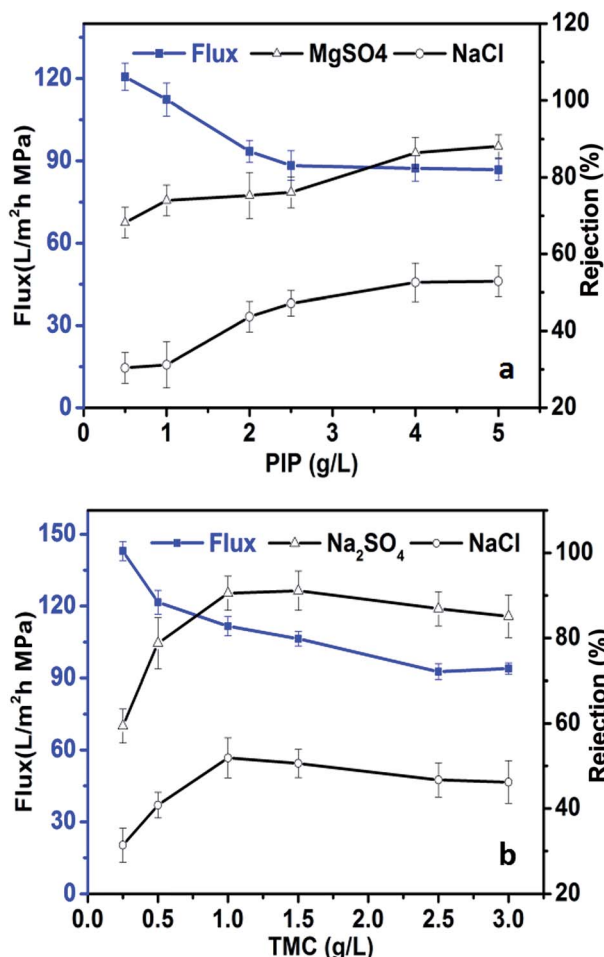 Flux MgSO4 NaCl
120
90
60
30
0
Flux(L/m²h MPa)
120
100
80
60
40
20
Rejection (%)
a
0 1 2 3 4 5
PIP (g/L)
Flux Na₂SO₄ NaCl
150
120
90
60
30
0
Flux(L/m²h MPa)
100
80
60
40
20
Rejection (%)
b
0.0 0.5 1.0 1.5 2.0 2.5 3.0
TMC (g/L)